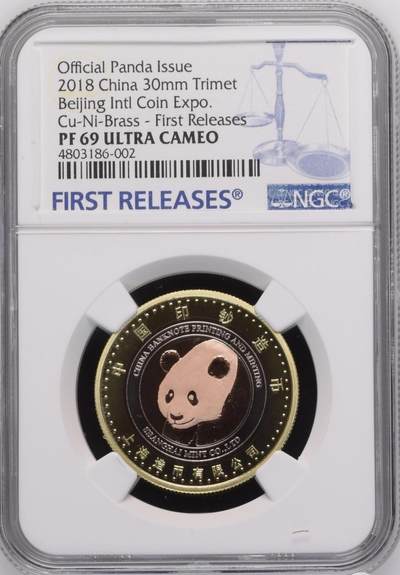 Official Panda Issue
2018 China 30mm Trimet
Beijing Intl Coin Expo.
Cu-Ni-Brass - First Releases
PF 69 ULTRA CAMEO
4803186-002
FIRST RELEASES®
NGC®
中国印钞造币
CHINA BANKNOTE PRINTING AND MINTING
SHANGHAI MINT CO.,LTD
上海造币有限公司